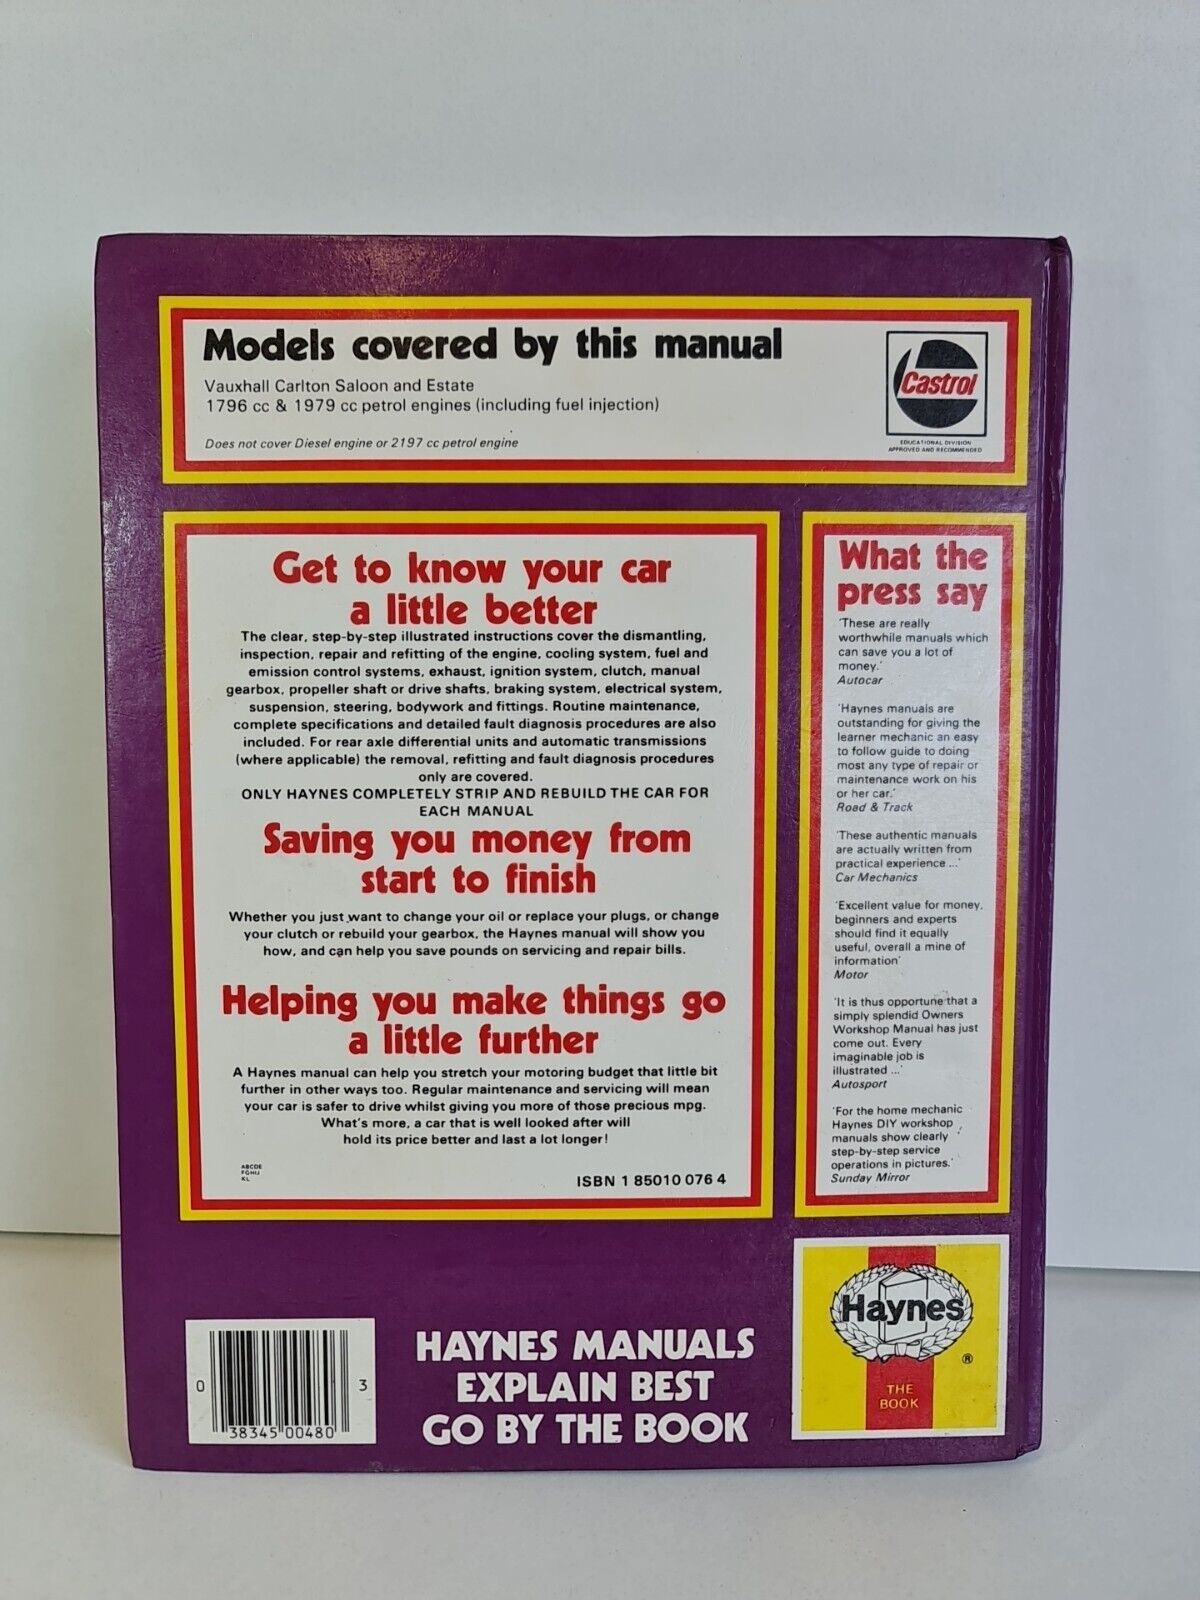 Models covered by this manual
Vauxhall Carlton Saloon and Estate
1796 cc & 1979 cc petrol engines (including fuel injection)
Does not cover Diesel engine or 2197 cc petrol engine
Castrol
EDUCATIONAL DIVISION
APPROVED AND RECOMMENDED
Get to know your car
a little better
The clear, step-by-step illustrated instructions cover the dismantling,
inspection, repair and refitting of the engine, cooling system, fuel and
emission control systems, exhaust, ignition system, clutch, manual
gearbox, propeller shaft or drive shafts, braking system, electrical system,
suspension, steering, bodywork and fittings. Routine maintenance,
complete specifications and detailed fault diagnosis procedures are also
included. For rear axle differential units and automatic transmissions
(where applicable) the removal, refitting and fault diagnosis procedures
only are covered.
ONLY HAYNES COMPLETELY STRIP AND REBUILD THE CAR FOR
EACH MANUAL
Saving you money from
start to finish
Whether you just want to change your oil or replace your plugs, or change
your clutch or rebuild your gearbox, the Haynes manual will show you
how, and can help you save pounds on servicing and repair bills.
Helping you make things go
a little further
A Haynes manual can help you stretch your motoring budget that little bit
further in other ways too. Regular maintenance and servicing will mean
your car is safer to drive whilst giving you more of those precious mpg.
What's more, a car that is well looked after will
hold its price better and last a lot longer!
ABCDE
FGHIJ
KL
ISBN 1 85010 076 4
What the
press say
'These are really
worthwhile manuals which
can save you a lot of
money.'
Autocar
'Haynes manuals are
outstanding for giving the
learner mechanic an easy
to follow guide to doing
most any type of repair or
maintenance work on his
or her car.'
Road & Track
'These authentic manuals
are actually written from
practical experience ...'
Car Mechanics
'Excellent value for money,
beginners and experts
should find it equally
useful, overall a mine of
information'
Motor
'It is thus opportune that a
simply splendid Owners
Workshop Manual has just
come out. Every
imaginable job is
illustrated ...'
Autosport
'For the home mechanic
Haynes DIY workshop
manuals show clearly
step-by-step service
operations in pictures.'
Sunday Mirror
0 38345 00480 3
HAYNES MANUALS
EXPLAIN BEST
GO BY THE BOOK
Haynes
®
THE
BOOK